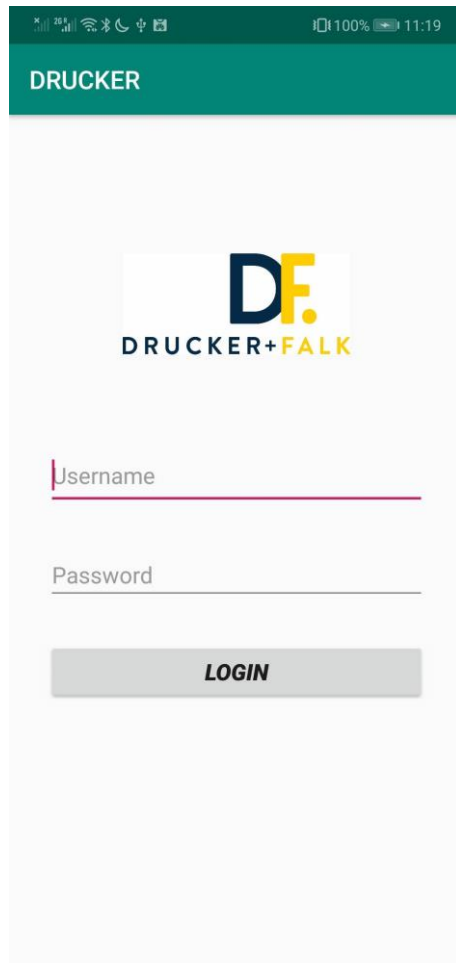 100% 11:19
DRUCKER
DF.
DRUCKER+FALK
Username
Password
LOGIN